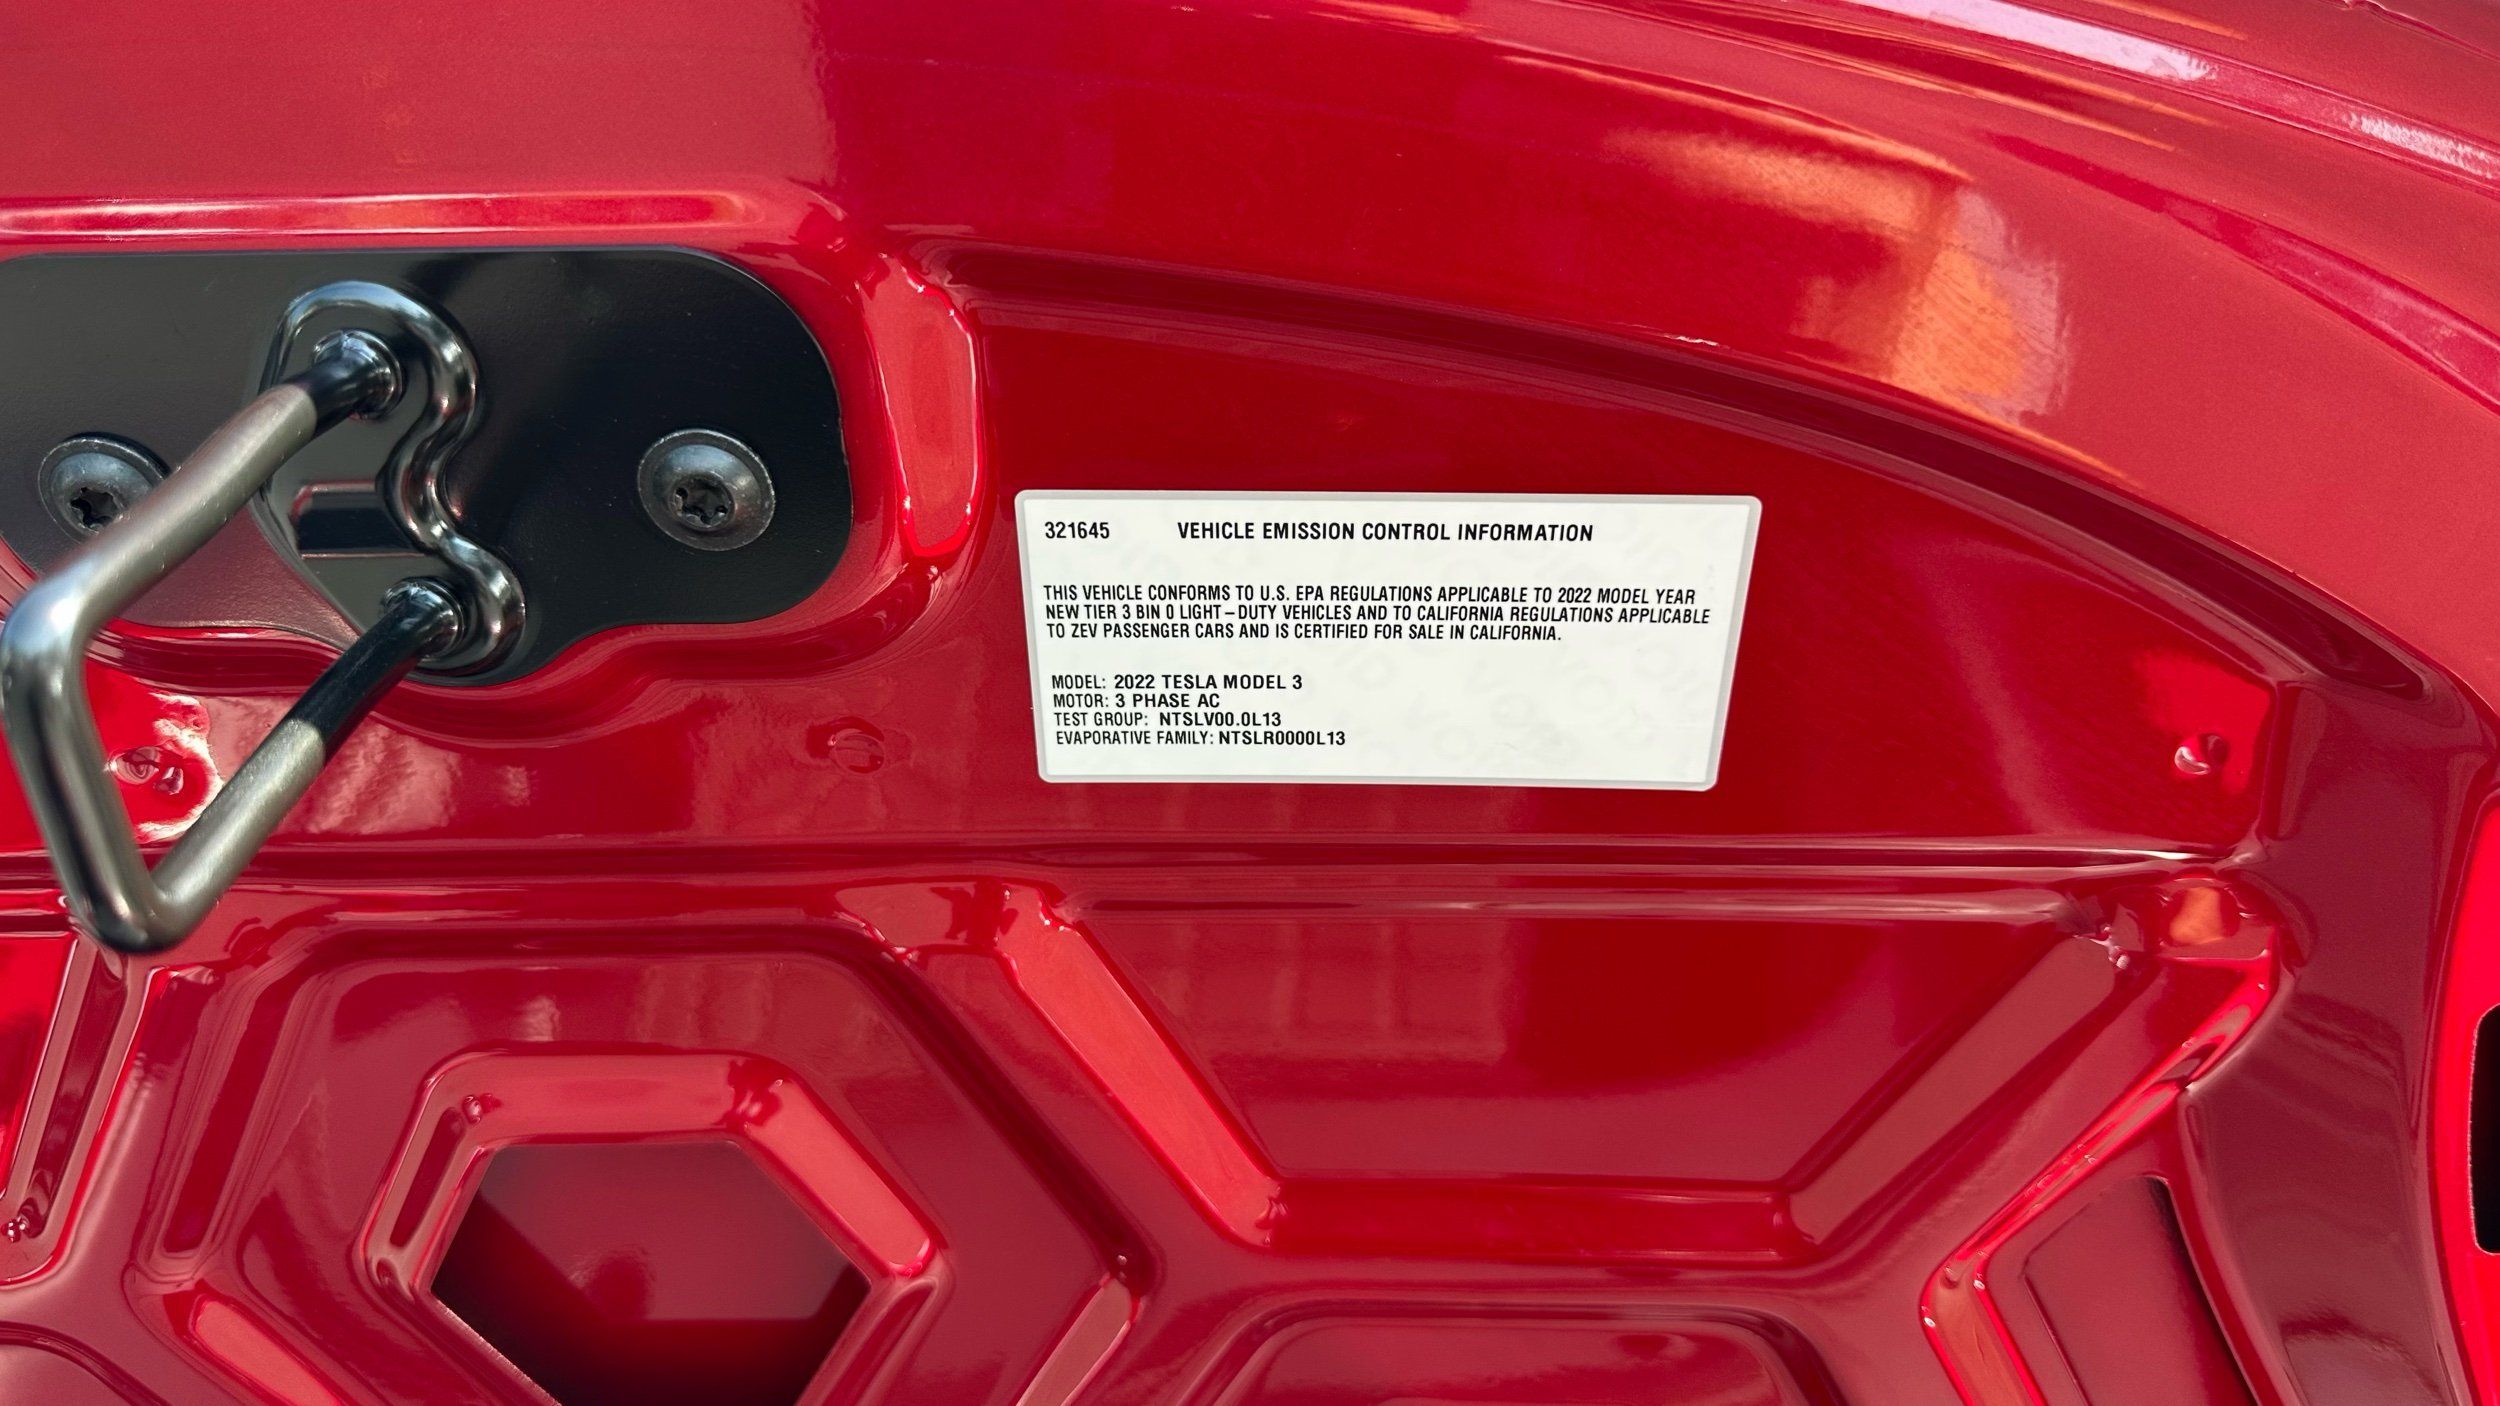 321645 VEHICLE EMISSION CONTROL INFORMATION
THIS VEHICLE CONFORMS TO U.S. EPA REGULATIONS APPLICABLE TO 2022 MODEL YEAR
NEW TIER 3 BIN 0 LIGHT–DUTY VEHICLES AND TO CALIFORNIA REGULATIONS APPLICABLE
TO ZEV PASSENGER CARS AND IS CERTIFIED FOR SALE IN CALIFORNIA.
MODEL: 2022 TESLA MODEL 3
MOTOR: 3 PHASE AC
TEST GROUP: NTSLV00.0L13
EVAPORATIVE FAMILY: NTSLR0000L13